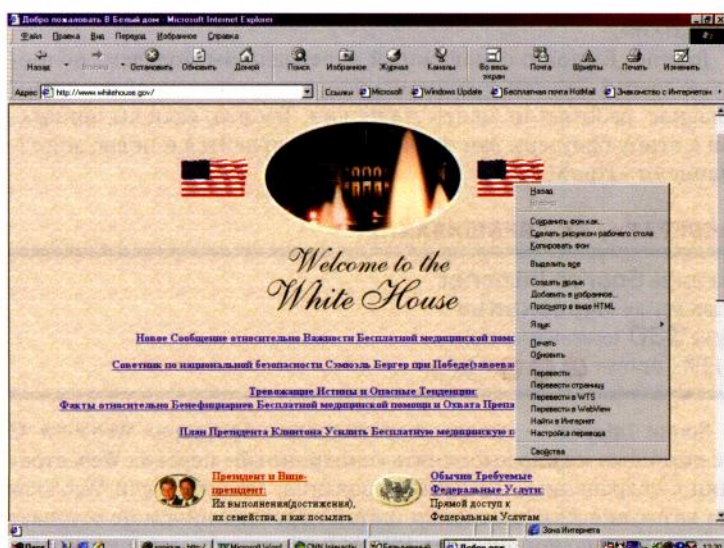 Добро пожаловать В Белый дом - Microsoft Internet Explorer
Файл Правка Вид Переход Избранное Справка
Назад Вперед Остановить Обновить Домой Поиск Избранное Журнал Каналы Во весь экран Почта Шрифты Печать Изменить
Адрес http://www.whitehouse.gov/ Ссылки Microsoft Windows Update Бесплатная почта HotMail Знакомство с Интернетом
Welcome to the
White House
Новое Сообщение относительно Важности Бесплатной медицинской
Советник по национальной безопасности Сэмюэль Бергер при Победе
Тревожащие Истины и Опасные Тенденции:
Факты относительно Бенефициариев Бесплатной медицинской помощи и Охвата
План Президента Клинтона Усилить Бесплатную медицинскую
Президент и Вице-
президент:
Их выполнения(достижения),
их семейства, и как посылать
Обычно Требуемые
Федеральные Услуги:
Прямой доступ к
Федеральным Услугам
Назад
Вперед
Сохранить фон как...
Сделать рисунком рабочего стола
Копировать фон
Выделить все
Создать ярлык
Добавить в избранное...
Просмотр в виде HTML
Язык
Печать
Обновить
Перевести
Перевести страницу
Перевести в WTS
Перевести в WebView
Найти в Интернет
Настройка перевода
Свойства
Зона Интернета
Microsoft Word
12:20